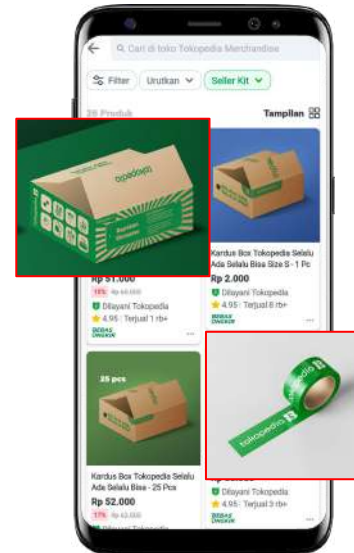 Cari di toko Tokopedia Merchandise
Filter
Urutkan
Seller Kit
26 Produk
Tampilan
tokopedia
Kardus Box Tokopedia Selalu
Ada Selalu Bisa Size S - 1 Pc
Rp 51.000
Rp 2.000
Dilayani Tokopedia
4.95
Terjual 1 rb+
BEBAS
ONGKIR
Dilayani Tokopedia
4.95
Terjual 8 rb+
BEBAS
ONGKIR
25 pcs
tokopedia
Kardus Box Tokopedia Selalu
Ada Selalu Bisa - 25 Pcs
Rp 52.000
17%
Dilayani Tokopedia
4.95
Terjual 3 rb+
BEBAS
ONGKIR